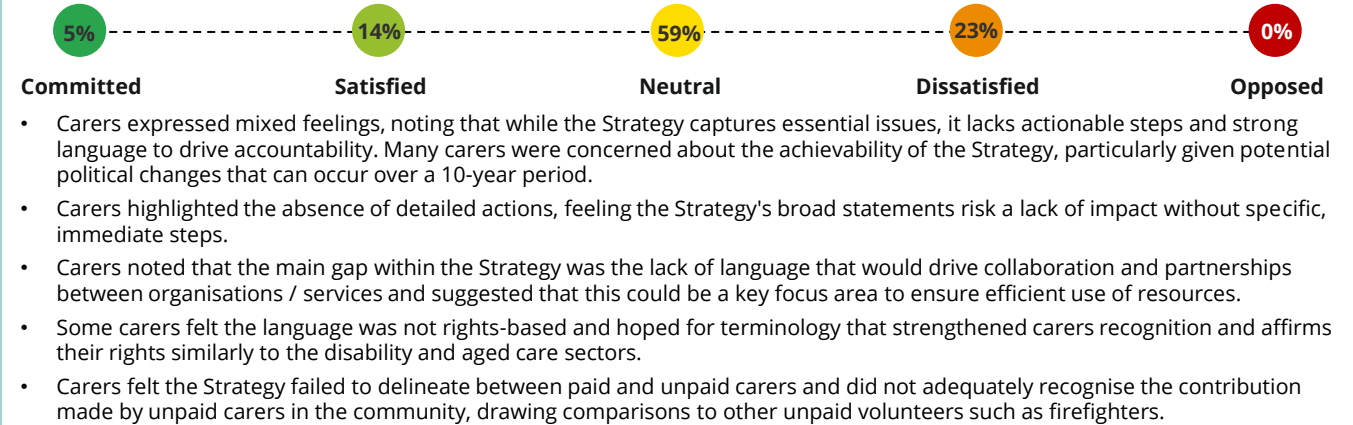 5% 14% 59% 23% 0%
Committed Satisfied Neutral Dissatisfied Opposed
• Carers expressed mixed feelings, noting that while the Strategy captures essential issues, it lacks actionable steps and strong
language to drive accountability. Many carers were concerned about the achievability of the Strategy, particularly given potential
political changes that can occur over a 10-year period.
• Carers highlighted the absence of detailed actions, feeling the Strategy's broad statements risk a lack of impact without specific,
immediate steps.
• Carers noted that the main gap within the Strategy was the lack of language that would drive collaboration and partnerships
between organisations / services and suggested that this could be a key focus area to ensure efficient use of resources.
• Some carers felt the language was not rights-based and hoped for terminology that strengthened carers recognition and affirms
their rights similarly to the disability and aged care sectors.
• Carers felt the Strategy failed to delineate between paid and unpaid carers and did not adequately recognise the contribution
made by unpaid carers in the community, drawing comparisons to other unpaid volunteers such as firefighters.